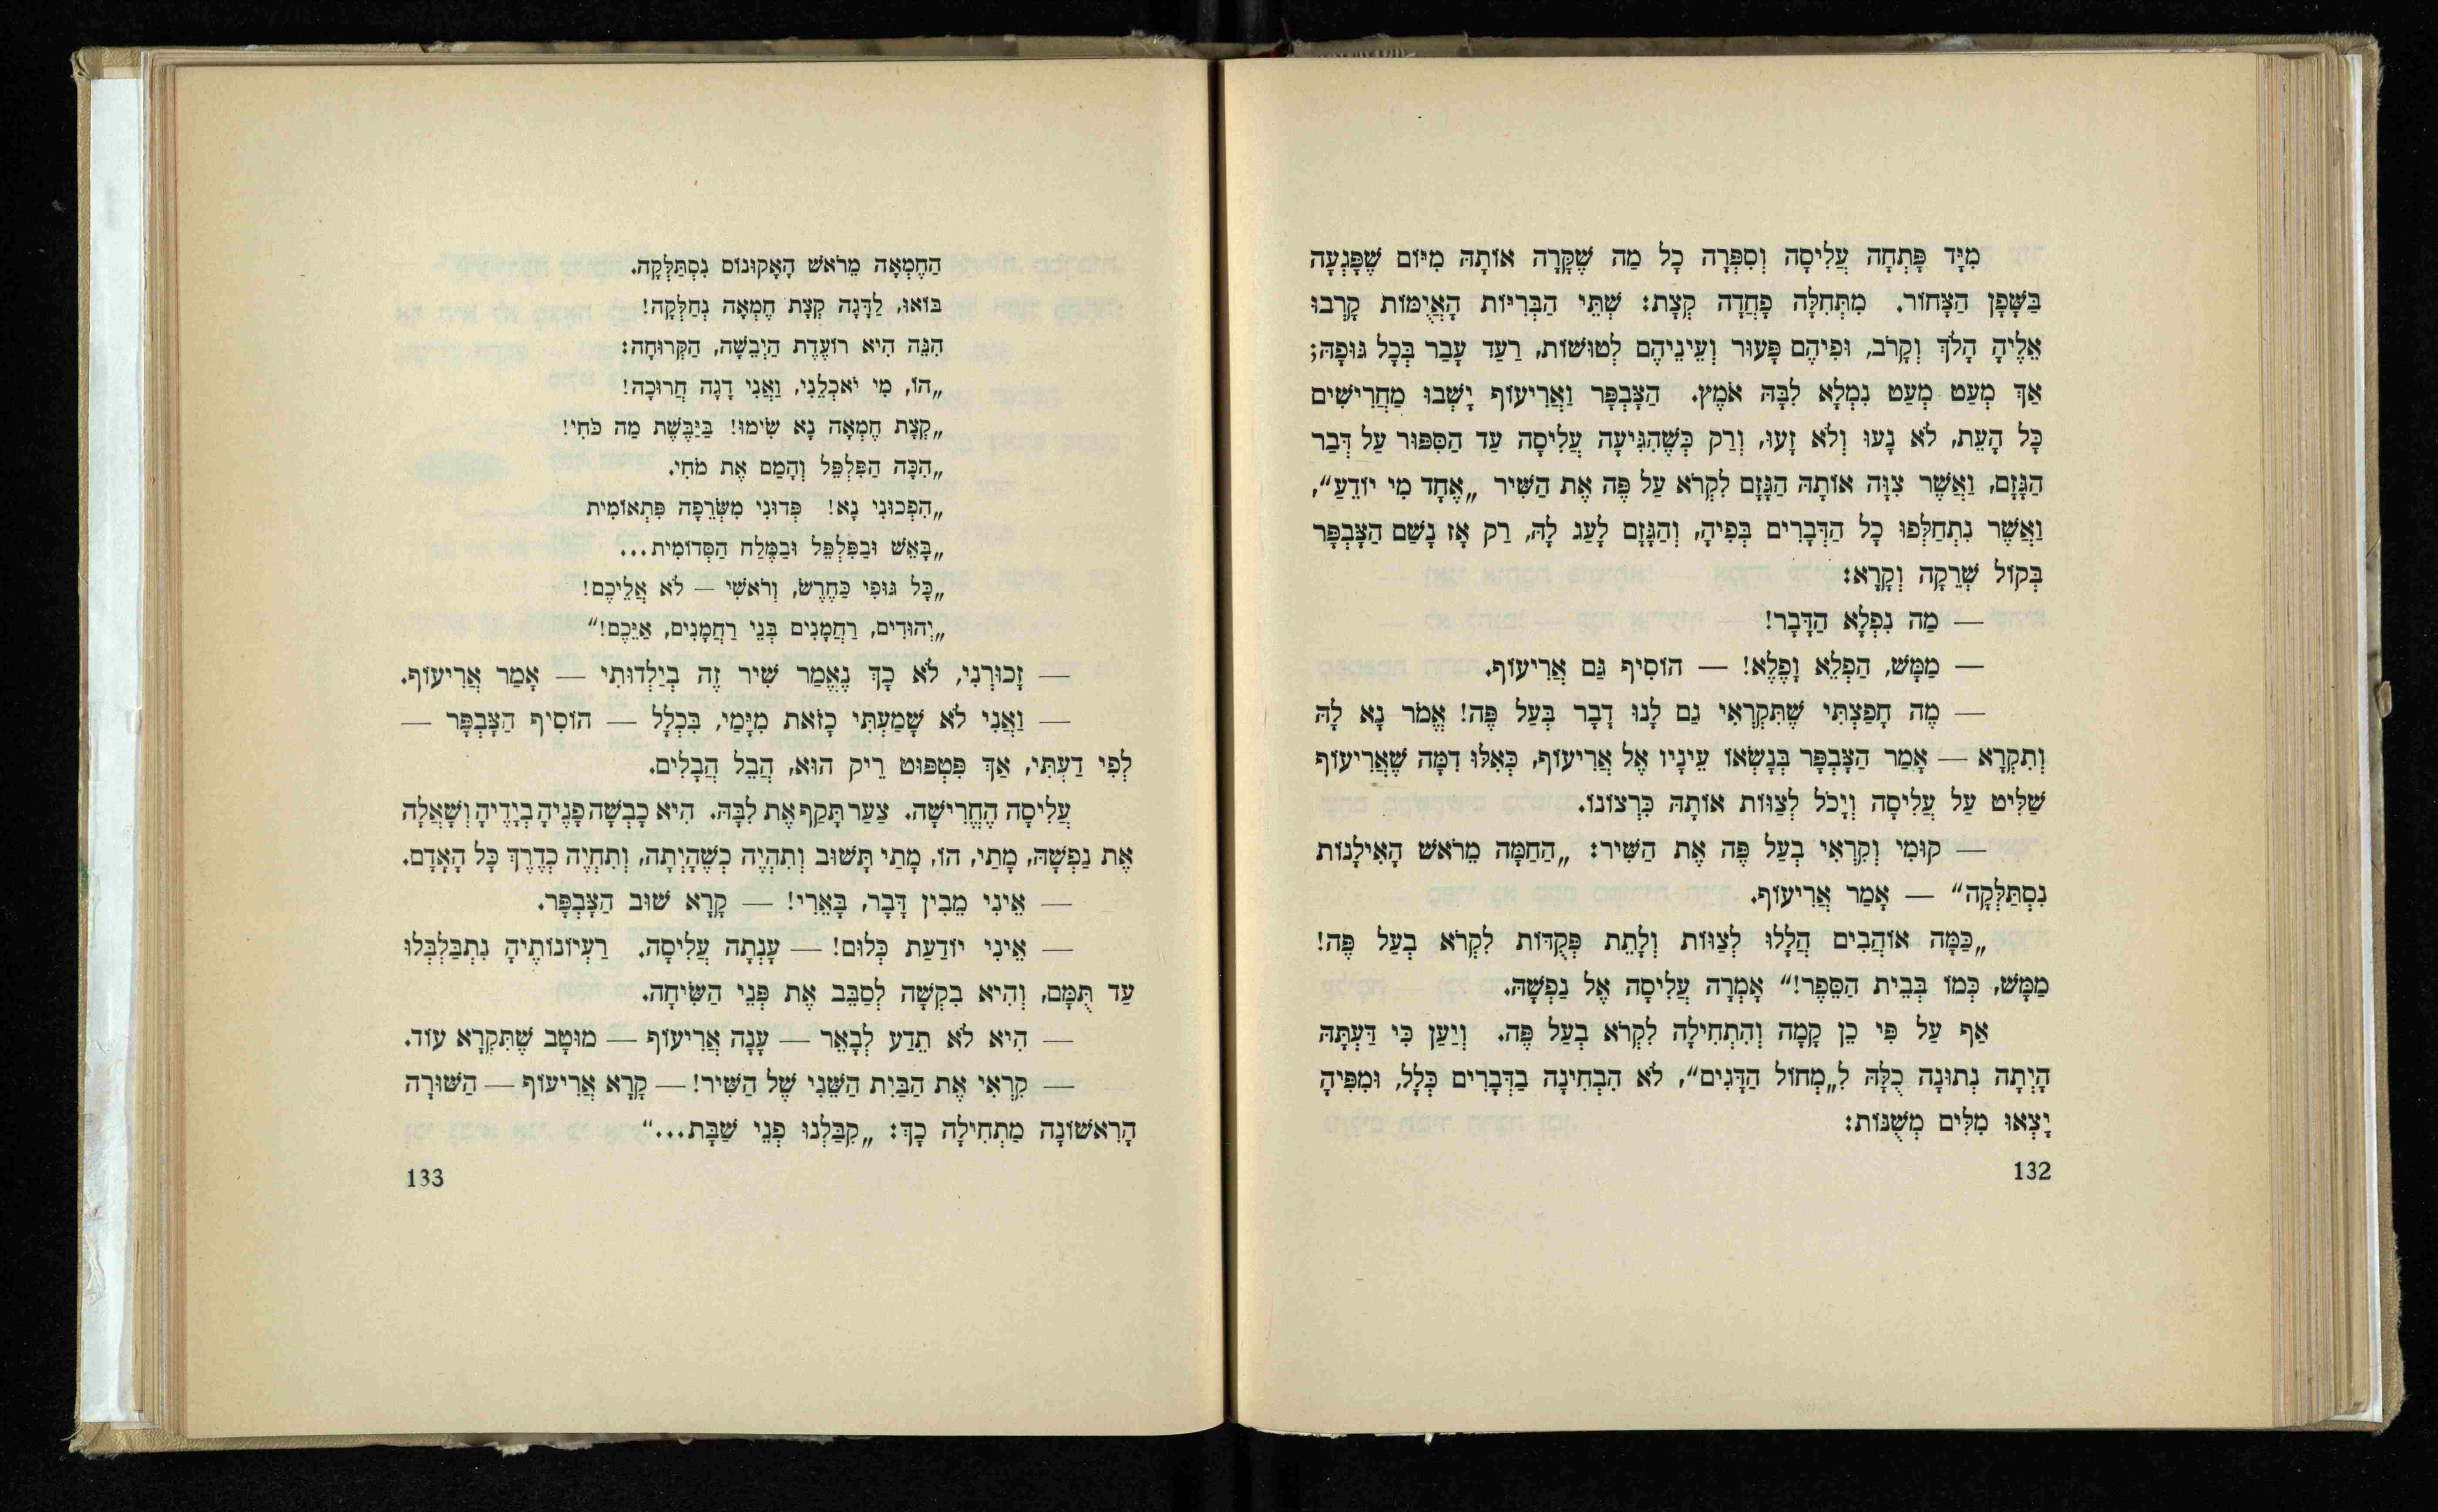 מִיָּד פָּתְחָה עֲלִיסָה וְסִפְּרָה כָל מַה שֶּׁקָּרָה אוֹתָהּ מִיּוֹם שֶׁפָּגְעָה
בַּשָּׁפָן הַצָּחוֹר. מִתְּחִלָּה פָּחֲדָה קְצָת: שְׁתֵּי הַבְּרִיּוֹת הָאֲיֻמּוֹת קָרְבוּ
אֵלֶיהָ הָלֹךְ וְקָרֹב, וּפִיהֶם פָּעוּר וְעֵינֵיהֶם לְטוּשׁוֹת, רַעַד עָבַר בְּכָל גּוּפָהּ;
אַךְ מְעַט מְעַט נִמְלָא לִבָּהּ אֹמֶץ. הַצָּבְפָּר וַאֲרִיעוֹף יָשְׁבוּ מַחֲרִישִׁים
כָּל הָעֵת, לֹא נָעוּ וְלֹא זָעוּ, וְרַק כְּשֶׁהִגִּיעָה עֲלִיסָה עַד הַסִּפּוּר עַל דְּבַר
הַגָּזָם, וַאֲשֶׁר צִוָּה אוֹתָהּ הַגָּזָם לִקְרֹא עַל פֶּה אֶת הַשִּׁיר „אֶחָד מִי יוֹדֵעַ“,
וַאֲשֶׁר נִתְחַלְּפוּ כָל הַדְּבָרִים בְּפִיהָ, וְהַגָּזָם לָעַג לָהּ, רַק אָז נָשַׁם הַצָּבְפָּר
בְּקוֹל שְׁרֵקָה וְקָרָא:
— מַה נִפְלָא הַדָּבָר!
— מַמָּשׁ, הַפְלֵא וָפֶלֶא! — הוֹסִיף גַּם אֲרִיעוֹף.
— מֶה חָפַצְתִּי שֶׁתִּקְרְאִי גַם לָנוּ דָבָר בְּעַל פֶּה! אֱמֹר נָא לָהּ
וְתִקְרָא — אָמַר הַצָּבְפָּר בְּנָשְׂאוֹ עֵינָיו אֶל אֲרִיעוֹף, כְּאִלּוּ דִמָּה שֶׁאֲרִיעוֹף
שַׁלִּיט עַל עֲלִיסָה וְיָכֹל לְצַוּוֹת אוֹתָהּ כִּרְצוֹנוֹ.
— קוּמִי וְקִרְאִי בְעַל פֶּה אֶת הַשִּׁיר: „הַחַמָּה מֵרֹאשׁ הָאִילָנוֹת
נִסְתַּלְּקָה“ — אָמַר אֲרִיעוֹף.
„כַּמָּה אוֹהֲבִים הַלָּלוּ לְצַוּוֹת וְלָתֵת פְּקֻדּוֹת לִקְרֹא בְעַל פֶּה!
מַמָּשׁ, כְּמוֹ בְּבֵית הַסֵּפֶר!“ אָמְרָה עֲלִיסָה אֶל נַפְשָׁהּ.
אַף עַל פִּי כֵן קָמָה וְהִתְחִילָה לִקְרֹא בְעַל פֶּה. וְיַעַן כִּי דַעְתָּהּ
הָיְתָה נְתוּנָה כֻלָּהּ לִ„מְחוֹל הַדָּגִים“, לֹא הִבְחִינָה בַדְּבָרִים כְּלָל, וּמִפִּיהָ
יָצְאוּ מִלִּים מְשֻׁנּוֹת:
132
הַחֶמְאָה מֵרֹאשׁ הָאָקוּנוֹס נִסְתַּלְּקָה.
בּוֹאוּ, לַדָּגָה קְצָת חֶמְאָה נְחַלְּקָה!
הִנֵּה הִיא רוֹעֶדֶת הַיְבֵשָׁה, הַקְּרוּחָה:
„הוֹ, מִי יֹאכְלֵנִי, וַאֲנִי דָגָה חֲרוּכָה!
„קְצָת חֶמְאָה נָא שִׂימוּ! בַּיַּבֶּשֶׁת מַה כֹּחִי!
„הִכָּה הַפִּלְפֵּל וְהָמַם אֶת מֹחִי.
„הִפְכוּנִי נָא! פְּדוּנִי מִשְּׂרֵפָה פִתְאוֹמִית
„בָּאֵשׁ וּבַפִּלְפֵּל וּבַמֶּלַח הַסְּדוֹמִית...
„כָּל גּוּפִי כַּחֶרֶשׂ, וְרֹאשִׁי — לֹא אֲלֵיכֶם!
„יְהוּדִים, רַחֲמָנִים בְּנֵי רַחֲמָנִים, אַיֵּכֶם!“
— זָכוּרְנִי, לֹא כָךְ נֶאֱמַר שִׁיר זֶה בְיַלְדוּתִי — אָמַר אֲרִיעוֹף.
— וַאֲנִי לֹא שָׁמַעְתִּי כָזֹאת מִיָּמַי, בִּכְלָל — הוֹסִיף הַצָּבְפָּר —
לְפִי דַעְתִּי, אַךְ פִּטְפּוּט רֵיק הוּא, הֲבֵל הֲבָלִים.
עֲלִיסָה הֶחֱרִישָׁה. צַעַר תָּקַף אֶת לִבָּהּ. הִיא כָבְשָׁה פָנֶיהָ בְיָדֶיהָ וְשָׁאֲלָה
אֶת נַפְשָׁהּ, מָתַי, הוֹ, מָתַי תָּשׁוּב וְתִהְיֶה כְשֶׁהָיְתָה, וְתִחְיֶה כְדֶרֶךְ כָּל הָאָדָם.
— אֵינִי מֵבִין דָּבָר, בָּאֵרִי! — קָרָא שׁוּב הַצָּבְפָּר.
— אֵינִי יוֹדַעַת כְּלוּם! — עָנְתָה עֲלִיסָה. רַעְיוֹנוֹתֶיהָ נִתְבַּלְבְּלוּ
עַד תֻּמָּם, וְהִיא בִקְשָׁה לְסַבֵּב אֶת פְּנֵי הַשִּׂיחָה.
— הִיא לֹא תֵדַע לְבָאֵר — עָנָה אֲרִיעוֹף — מוּטָב שֶׁתִּקְרָא עוֹד.
— קִרְאִי אֶת הַבַּיִת הַשֵּׁנִי שֶׁל הַשִּׁיר! — קָרָא אֲרִיעוֹף — הַשּׁוּרָה
הָרִאשׁוֹנָה מַתְחִילָה כָךְ: „קִבַּלְנוּ פְנֵי שַׁבָּת...“
133